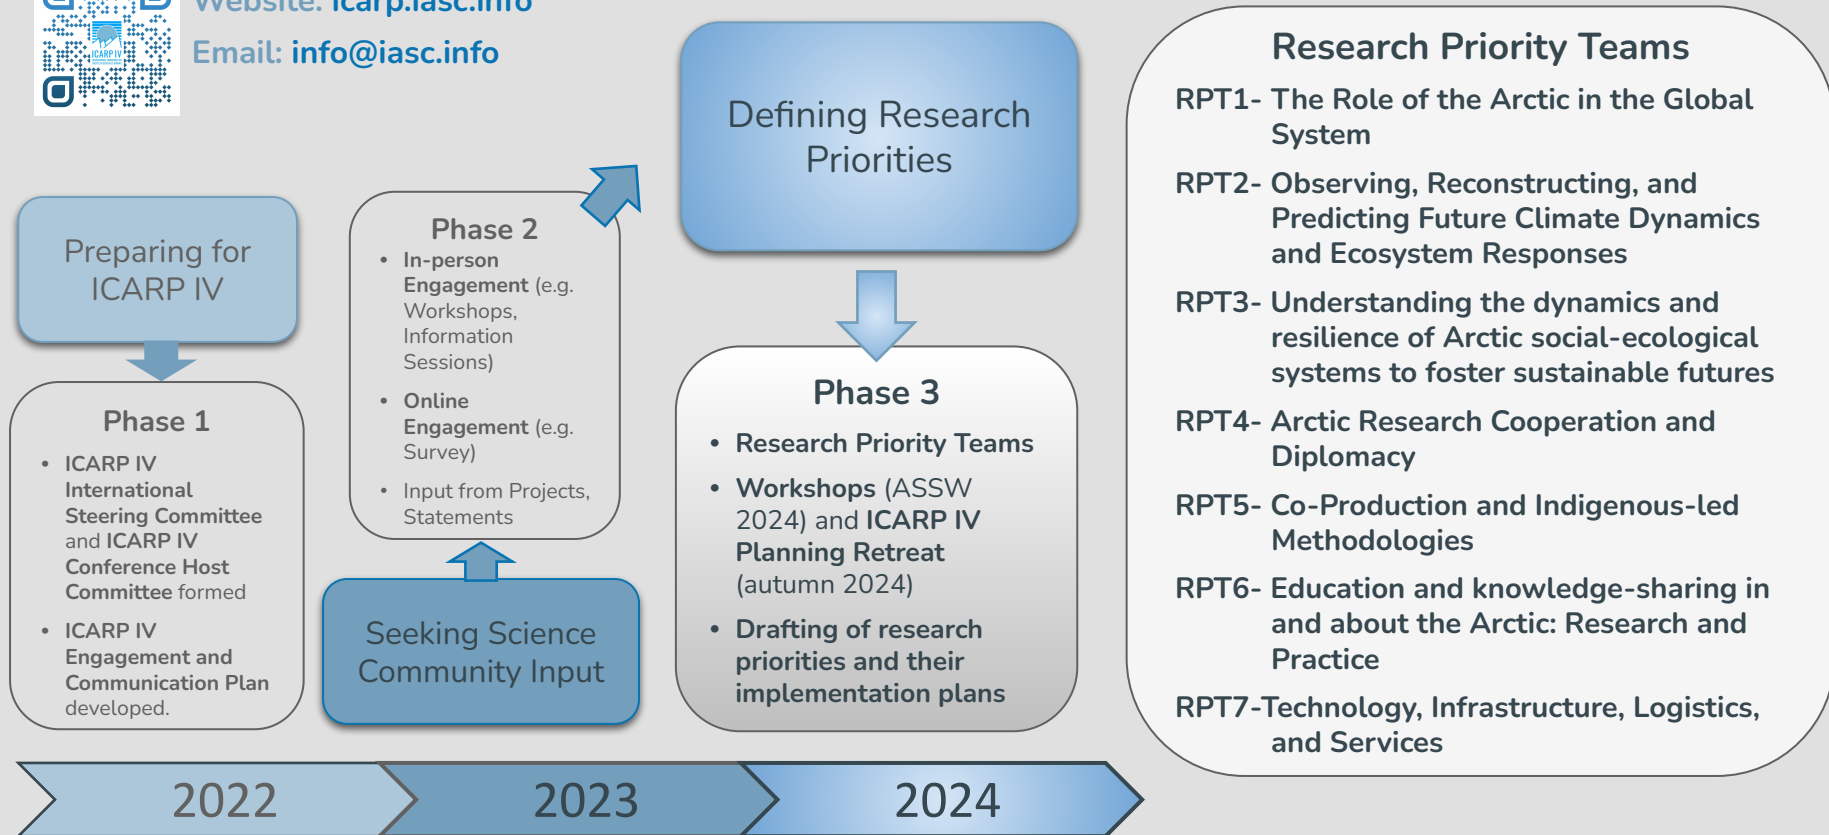 Website: icarp.iasc.info
Email: info@iasc.info
ICARP IV
Preparing for
ICARP IV
Phase 1
• ICARP IV
International
Steering Committee
and ICARP IV
Conference Host
Committee formed
• ICARP IV
Engagement and
Communication Plan
developed.
Phase 2
• In-person
Engagement (e.g.
Workshops,
Information
Sessions)
• Online
Engagement (e.g.
Survey)
• Input from Projects,
Statements
Seeking Science
Community Input
Defining Research
Priorities
Phase 3
• Research Priority Teams
• Workshops (ASSW
2024) and ICARP IV
Planning Retreat
(autumn 2024)
• Drafting of research
priorities and their
implementation plans
2022
2023
2024
Research Priority Teams
RPT1- The Role of the Arctic in the Global
System
RPT2- Observing, Reconstructing, and
Predicting Future Climate Dynamics
and Ecosystem Responses
RPT3- Understanding the dynamics and
resilience of Arctic social-ecological
systems to foster sustainable futures
RPT4- Arctic Research Cooperation and
Diplomacy
RPT5- Co-Production and Indigenous-led
Methodologies
RPT6- Education and knowledge-sharing in
and about the Arctic: Research and
Practice
RPT7-Technology, Infrastructure, Logistics,
and Services